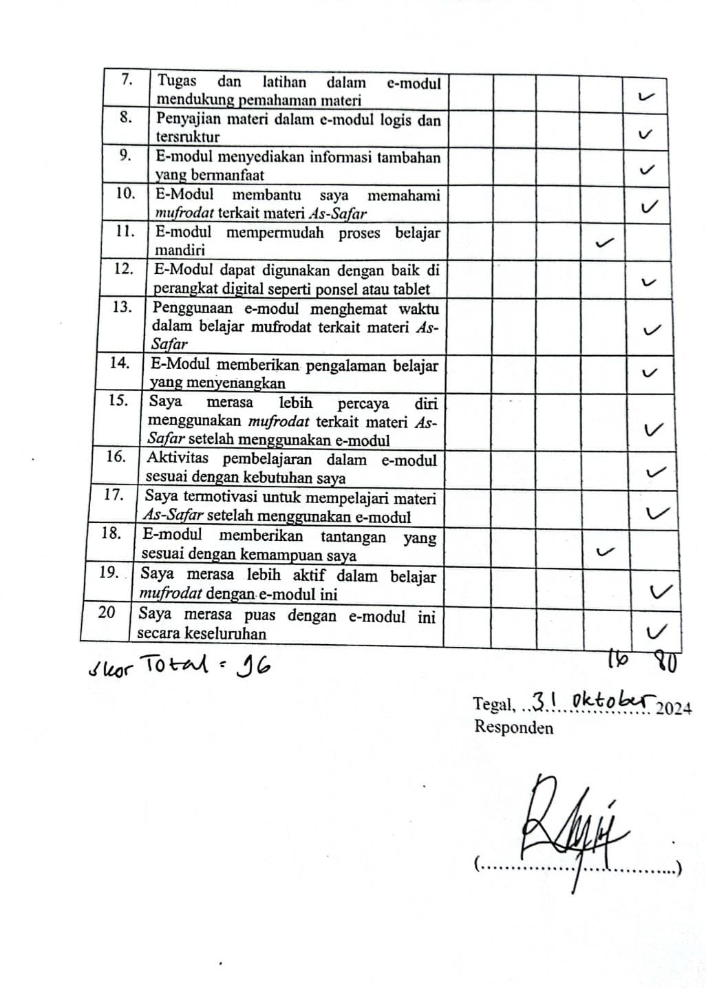 7. Tugas dan latihan dalam e-modul
mendukung pemahaman materi ✓
8. Penyajian materi dalam e-modul logis dan
tersruktur ✓
9. E-modul menyediakan informasi tambahan
yang bermanfaat ✓
10. E-Modul membantu saya memahami
mufrodat terkait materi As-Safar ✓
11. E-modul mempermudah proses belajar
mandiri ✓
12. E-Modul dapat digunakan dengan baik di
perangkat digital seperti ponsel atau tablet ✓
13. Penggunaan e-modul menghemat waktu
dalam belajar mufrodat terkait materi As-
Safar ✓
14. E-Modul memberikan pengalaman belajar
yang menyenangkan ✓
15. Saya merasa lebih percaya diri
menggunakan mufrodat terkait materi As-
Safar setelah menggunakan e-modul ✓
16. Aktivitas pembelajaran dalam e-modul
sesuai dengan kebutuhan saya ✓
17. Saya termotivasi untuk mempelajari materi
As-Safar setelah menggunakan e-modul ✓
18. E-modul memberikan tantangan yang
sesuai dengan kemampuan saya ✓
19. Saya merasa lebih aktif dalam belajar
mufrodat dengan e-modul ini ✓
20 Saya merasa puas dengan e-modul ini
secara keseluruhan ✓
Skor Total = 96 16 80
Tegal, 31 Oktober 2024
Responden
(..................................)